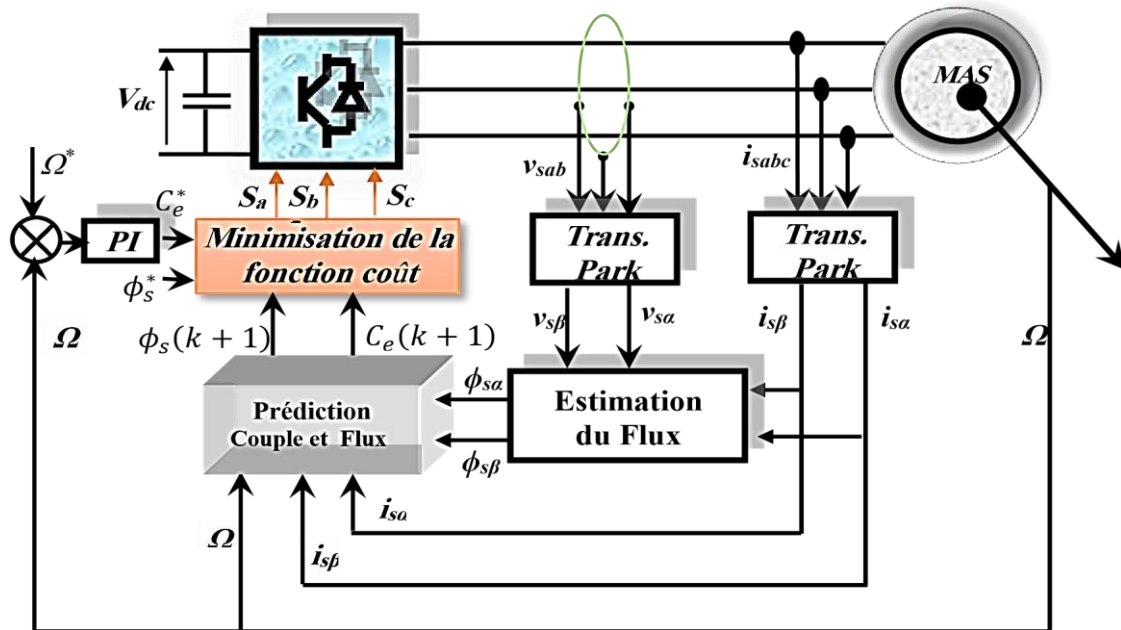 MAS
V_dc
v_sab
i_sabc
Ω*
C_e^*
S_a S_b S_c
PI
Minimisation de la
fonction coût
Trans.
Park
Trans.
Park
ϕ_s^*
v_sβ
v_sα
i_sβ
i_sα
Ω
ϕ_s(k + 1)
C_e(k + 1)
Ω
Prédiction
Couple et Flux
ϕ_sα
ϕ_sβ
Estimation
du Flux
i_sα
Ω
i_sβ